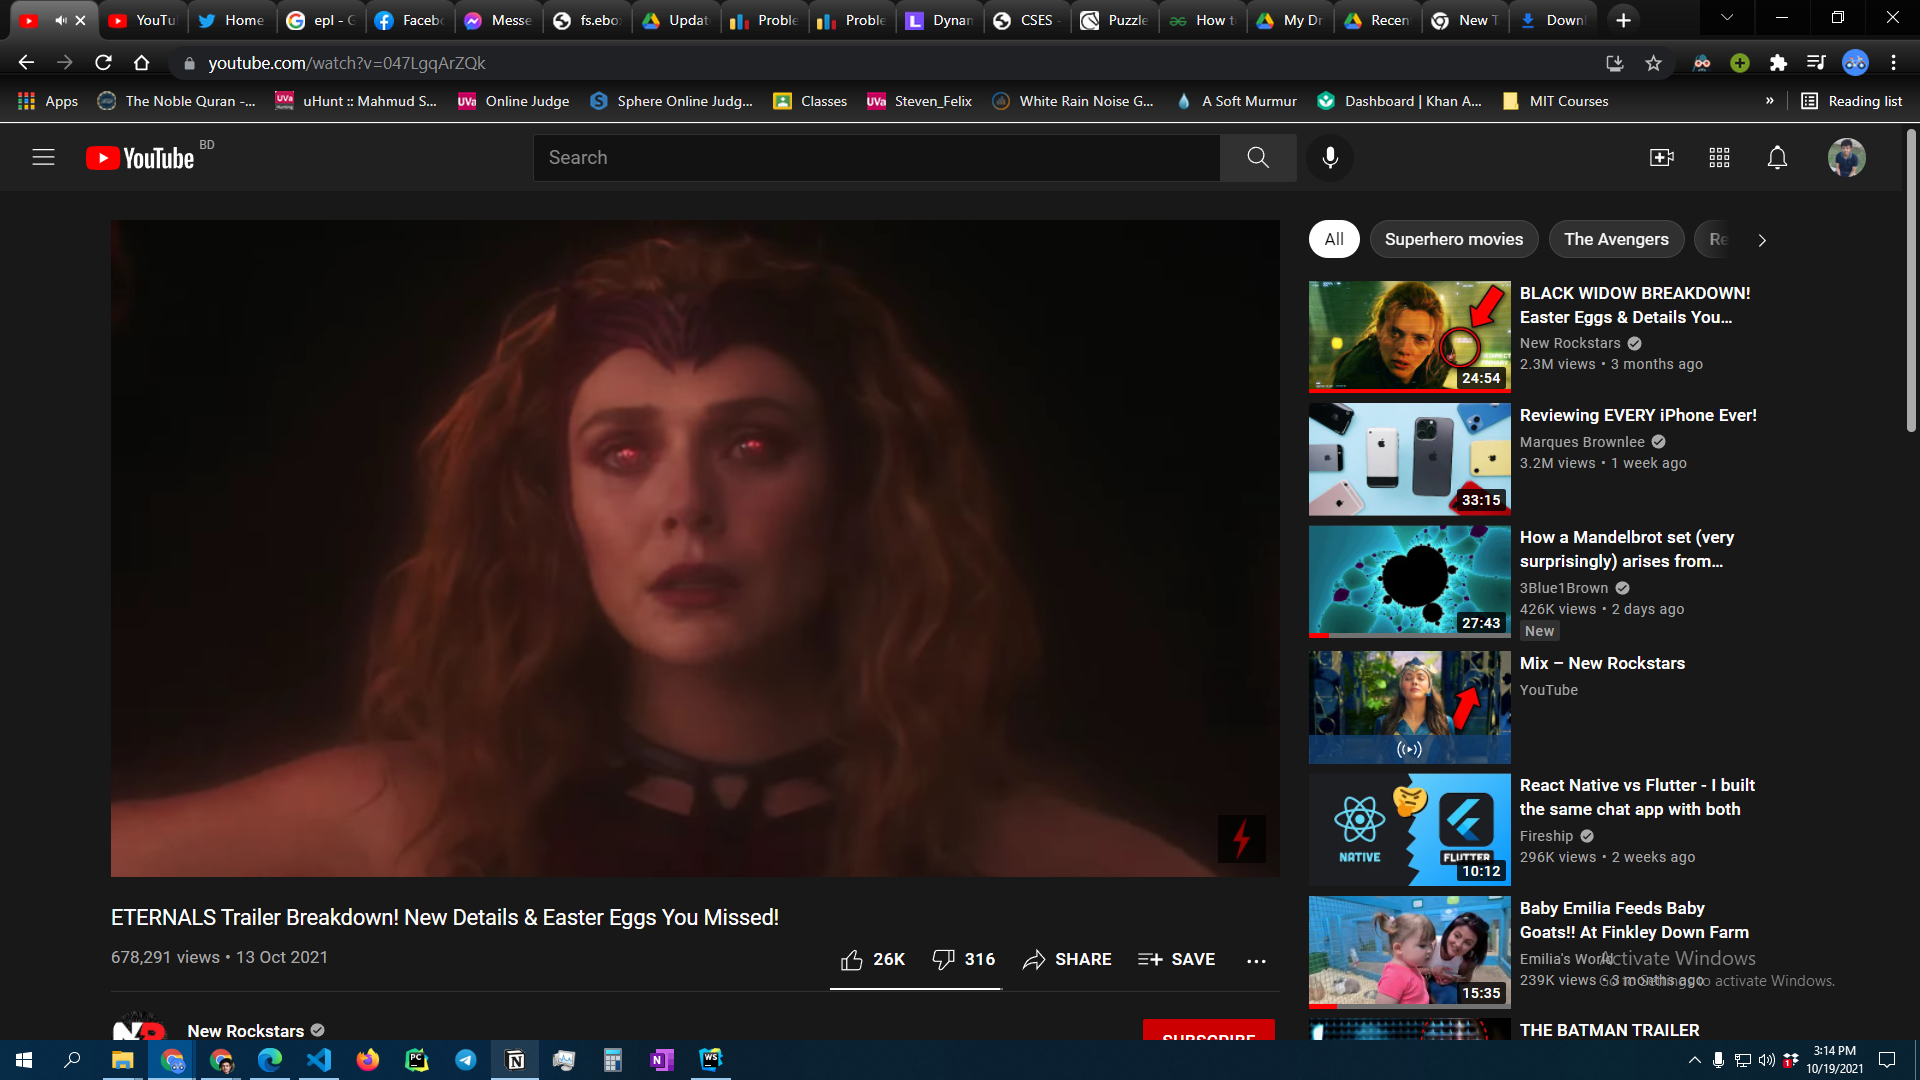 YouTu
Home
epl - G
Faceb
Messe
fs.ebo
Updat
Proble
Proble
Dynan
CSES -
Puzzle
How t
My Dr
Recen
New T
Downl
youtube.com/watch?v=047LgqArZQk
Apps
The Noble Quran -...
uHunt :: Mahmud S...
Online Judge
Sphere Online Judg...
Classes
Steven_Felix
White Rain Noise G...
A Soft Murmur
Dashboard | Khan A...
MIT Courses
»
Reading list
YouTube BD
Search
All
Superhero movies
The Avengers
Re
24:54
BLACK WIDOW BREAKDOWN!
Easter Eggs & Details You...
New Rockstars
2.3M views • 3 months ago
33:15
Reviewing EVERY iPhone Ever!
Marques Brownlee
3.2M views • 1 week ago
27:43
How a Mandelbrot set (very
surprisingly) arises from...
3Blue1Brown
426K views • 2 days ago
New
Mix – New Rockstars
YouTube
NATIVE
FLUTTER
10:12
React Native vs Flutter - I built
the same chat app with both
Fireship
296K views • 2 weeks ago
15:35
Baby Emilia Feeds Baby
Goats!! At Finkley Down Farm
Emilia's World
239K views • 3 months ago
Activate Windows
Go to Settings to activate Windows.
THE BATMAN TRAILER
ETERNALS Trailer Breakdown! New Details & Easter Eggs You Missed!
678,291 views • 13 Oct 2021
26K
316
SHARE
SAVE
New Rockstars
SUBSCRIBE
3:14 PM
10/19/2021